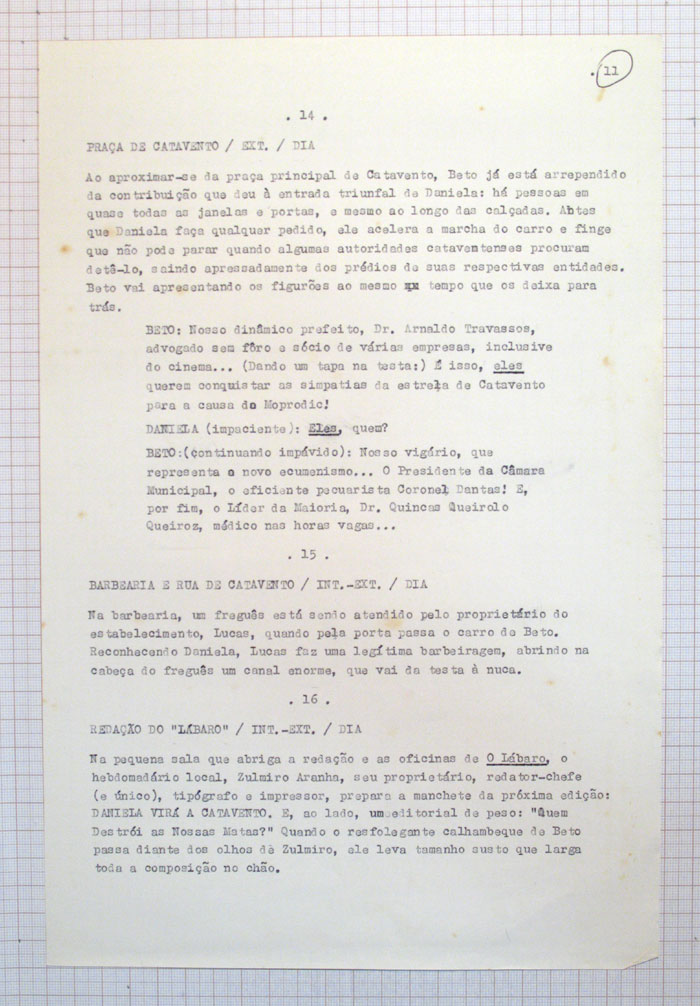 . 11
. 14 .
PRAÇA DE CATAVENTO / EXT. / DIA
Ao aproximar-se da praça principal de Catavento, Beto já está arrependido
da contribuição que deu à entrada triunfal de Daniela: há pessoas em
quase todas as janelas e portas, e mesmo ao longo das calçadas. Abtes
que Daniela faça qualquer pedido, ele acelera a marcha do carro e finge
que não pode parar quando algumas autoridades cataventenses procuram
detê-lo, saindo apressadamente dos prédios de suas respectivas entidades.
Beto vai apresentando os figurões ao mesmo tempo que os deixa para
trás.
BETO: Nosso dinâmico prefeito, Dr. Arnaldo Travassos,
advogado sem fôro e sócio de várias empresas, inclusive
do cinema... (Dando um tapa na testa:) É isso, eles
querem conquistar as simpatias da estrela de Catavento
para a causa do Moprodic!
DANIELA (impaciente): Eles, quem?
BETO:(continuando impávido): Nosso vigário, que
representa o novo ecumenismo... O Presidente da Câmara
Municipal, o eficiente pecuarista Coronel Dantas! E,
por fim, o Líder da Maioria, Dr. Quincas Queirolo
Queiroz, médico nas horas vagas...
. 15 .
BARBEARIA E RUA DE CATAVENTO / INT.-EXT. / DIA
Na barbearia, um freguês está sendo atendido pelo proprietário do
estabelecimento, Lucas, quando pela porta passa o carro de Beto.
Reconhecendo Daniela, Lucas faz uma legítima barbeiragem, abrindo na
cabeça do freguês um canal enorme, que vai da testa à nuca.
. 16 .
REDAÇÃO DO "LÁBARO" / INT.-EXT. / DIA
Na pequena sala que abriga a redação e as oficinas de O Lábaro, o
hebdomadário local, Zulmiro Aranha, seu proprietário, redator-chefe
(e único), tipógrafo e impressor, prepara a manchete da próxima edição:
DANIELA VIRÁ A CATAVENTO. E, ao lado, um editorial de peso: "Quem
Destrói as Nossas Matas?" Quando o resfolegante calhambeque de Beto
passa diante dos olhos de Zulmiro, ele leva tamanho susto que larga
toda a composição no chão.